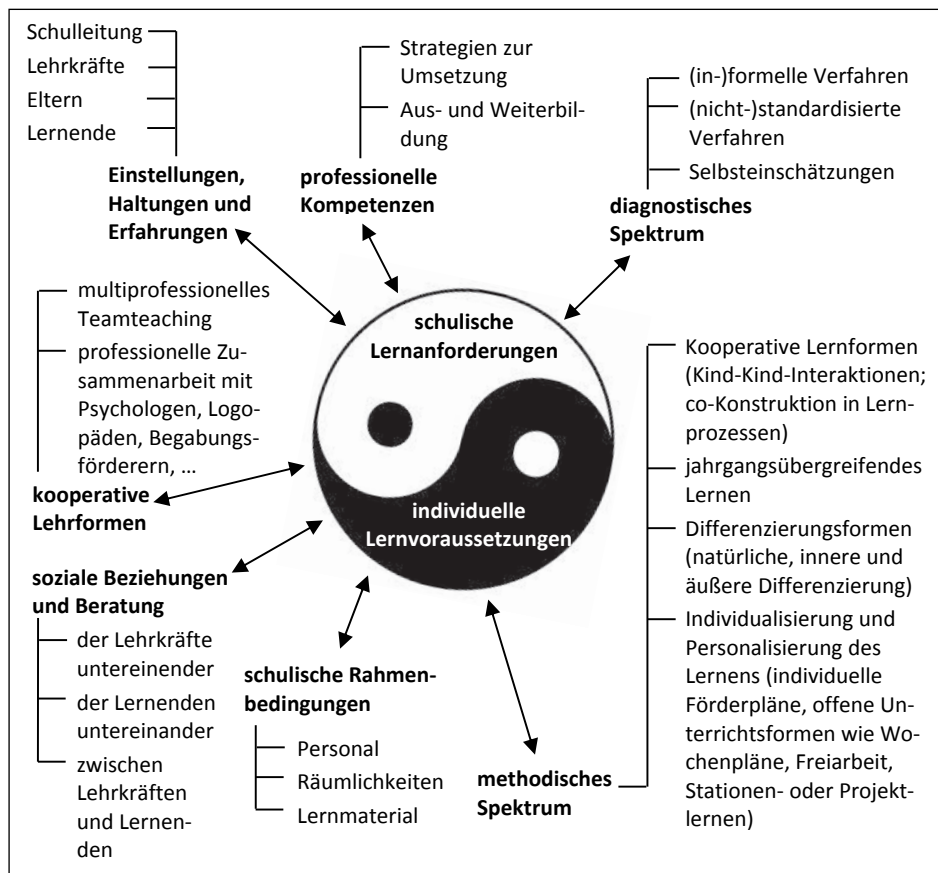 Schulleitung
Lehrkräfte
Eltern
Lernende
Einstellungen,
Haltungen und
Erfahrungen
Strategien zur
Umsetzung
Aus- und Weiterbil-
dung
professionelle
Kompetenzen
(in-)formelle Verfahren
(nicht-)standardisierte
Verfahren
Selbsteinschätzungen
diagnostisches
Spektrum
multiprofessionelles
Teamteaching
professionelle Zu-
sammenarbeit mit
Psychologen, Logo-
päden, Begabungs-
förderern, ...
kooperative
Lehrformen
schulische
Lernanforderungen
individuelle
Lernvoraussetzungen
Kooperative Lernformen
(Kind-Kind-Interaktionen;
co-Konstruktion in Lern-
prozessen)
jahrgangsübergreifendes
Lernen
Differenzierungsformen
(natürliche, innere und
äußere Differenzierung)
Individualisierung und
Personalisierung des
Lernens (individuelle
Förderpläne, offene Un-
terrichtsformen wie Wo-
chenpläne, Freiarbeit,
Stationen- oder Projekt-
lernen)
methodisches
Spektrum
soziale Beziehungen
und Beratung
der Lehrkräfte
untereinender
der Lernenden
untereinander
zwischen
Lehrkräften
und Lernen-
den
schulische Rahmen-
bedingungen
Personal
Räumlichkeiten
Lernmaterial